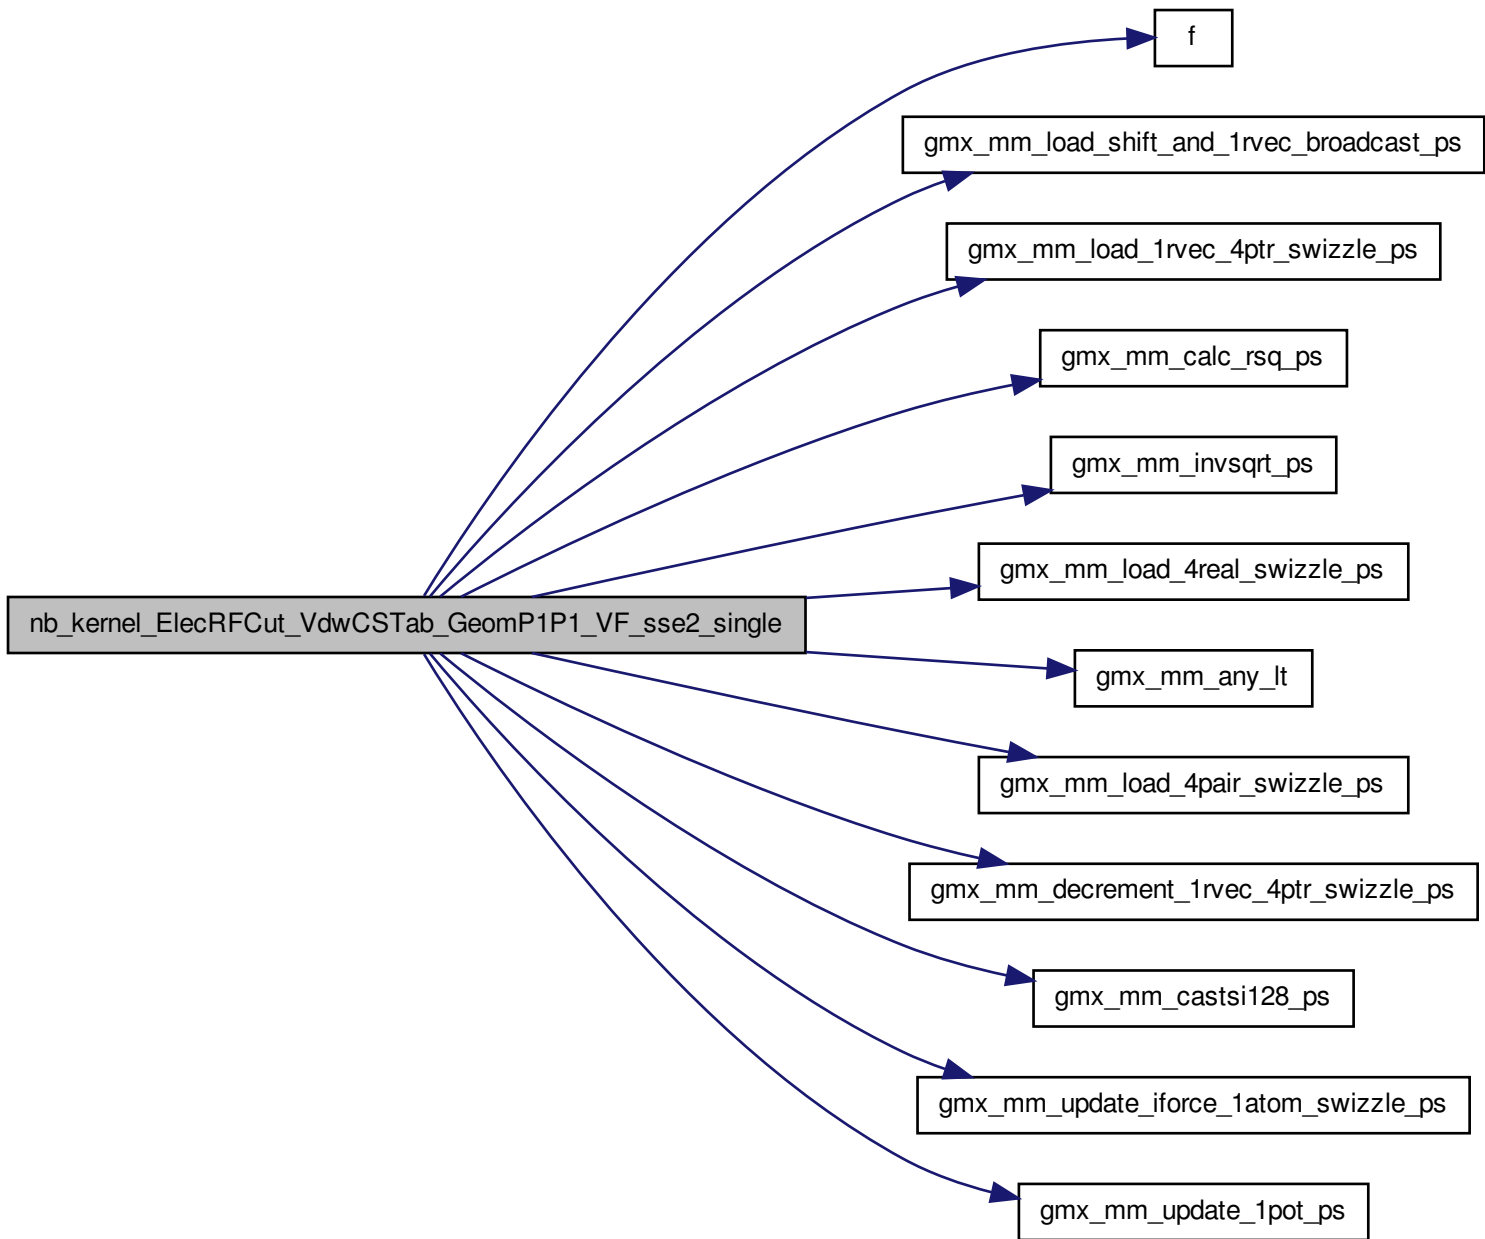 f
gmx_mm_load_shift_and_1rvec_broadcast_ps
gmx_mm_load_1rvec_4ptr_swizzle_ps
gmx_mm_calc_rsq_ps
gmx_mm_invsqrt_ps
gmx_mm_load_4real_swizzle_ps
nb_kernel_ElecRFCut_VdwCSTab_GeomP1P1_VF_sse2_single
gmx_mm_any_lt
gmx_mm_load_4pair_swizzle_ps
gmx_mm_decrement_1rvec_4ptr_swizzle_ps
gmx_mm_castsi128_ps
gmx_mm_update_iforce_1atom_swizzle_ps
gmx_mm_update_1pot_ps